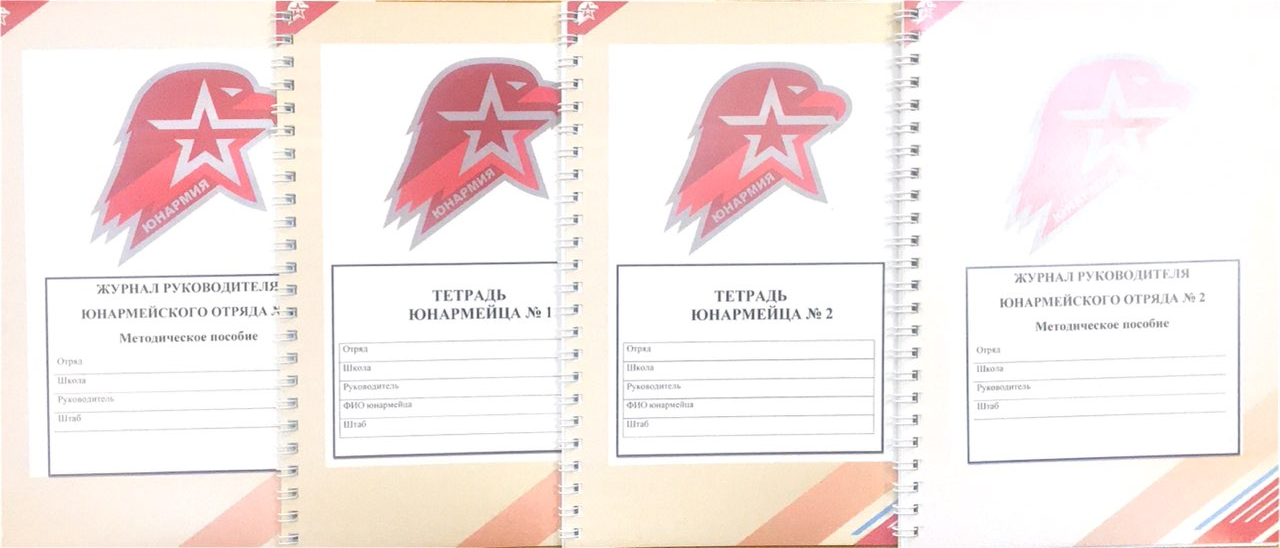 ЮНАРМИЯ
ЖУРНАЛ РУКОВОДИТЕЛЯ
ЮНАРМЕЙСКОГО ОТРЯДА
Методическое пособие
Отряд
Школа
Руководитель
Штаб
ЮНАРМИЯ
ТЕТРАДЬ
ЮНАРМЕЙЦА № 1
Отряд
Школа
Руководитель
ФИО юнармейца
Штаб
ЮНАРМИЯ
ТЕТРАДЬ
ЮНАРМЕЙЦА № 2
Отряд
Школа
Руководитель
ФИО юнармейца
Штаб
ЮНАРМИЯ
ЖУРНАЛ РУКОВОДИТЕЛЯ
ЮНАРМЕЙСКОГО ОТРЯДА № 2
Методическое пособие
Отряд
Школа
Руководитель
Штаб